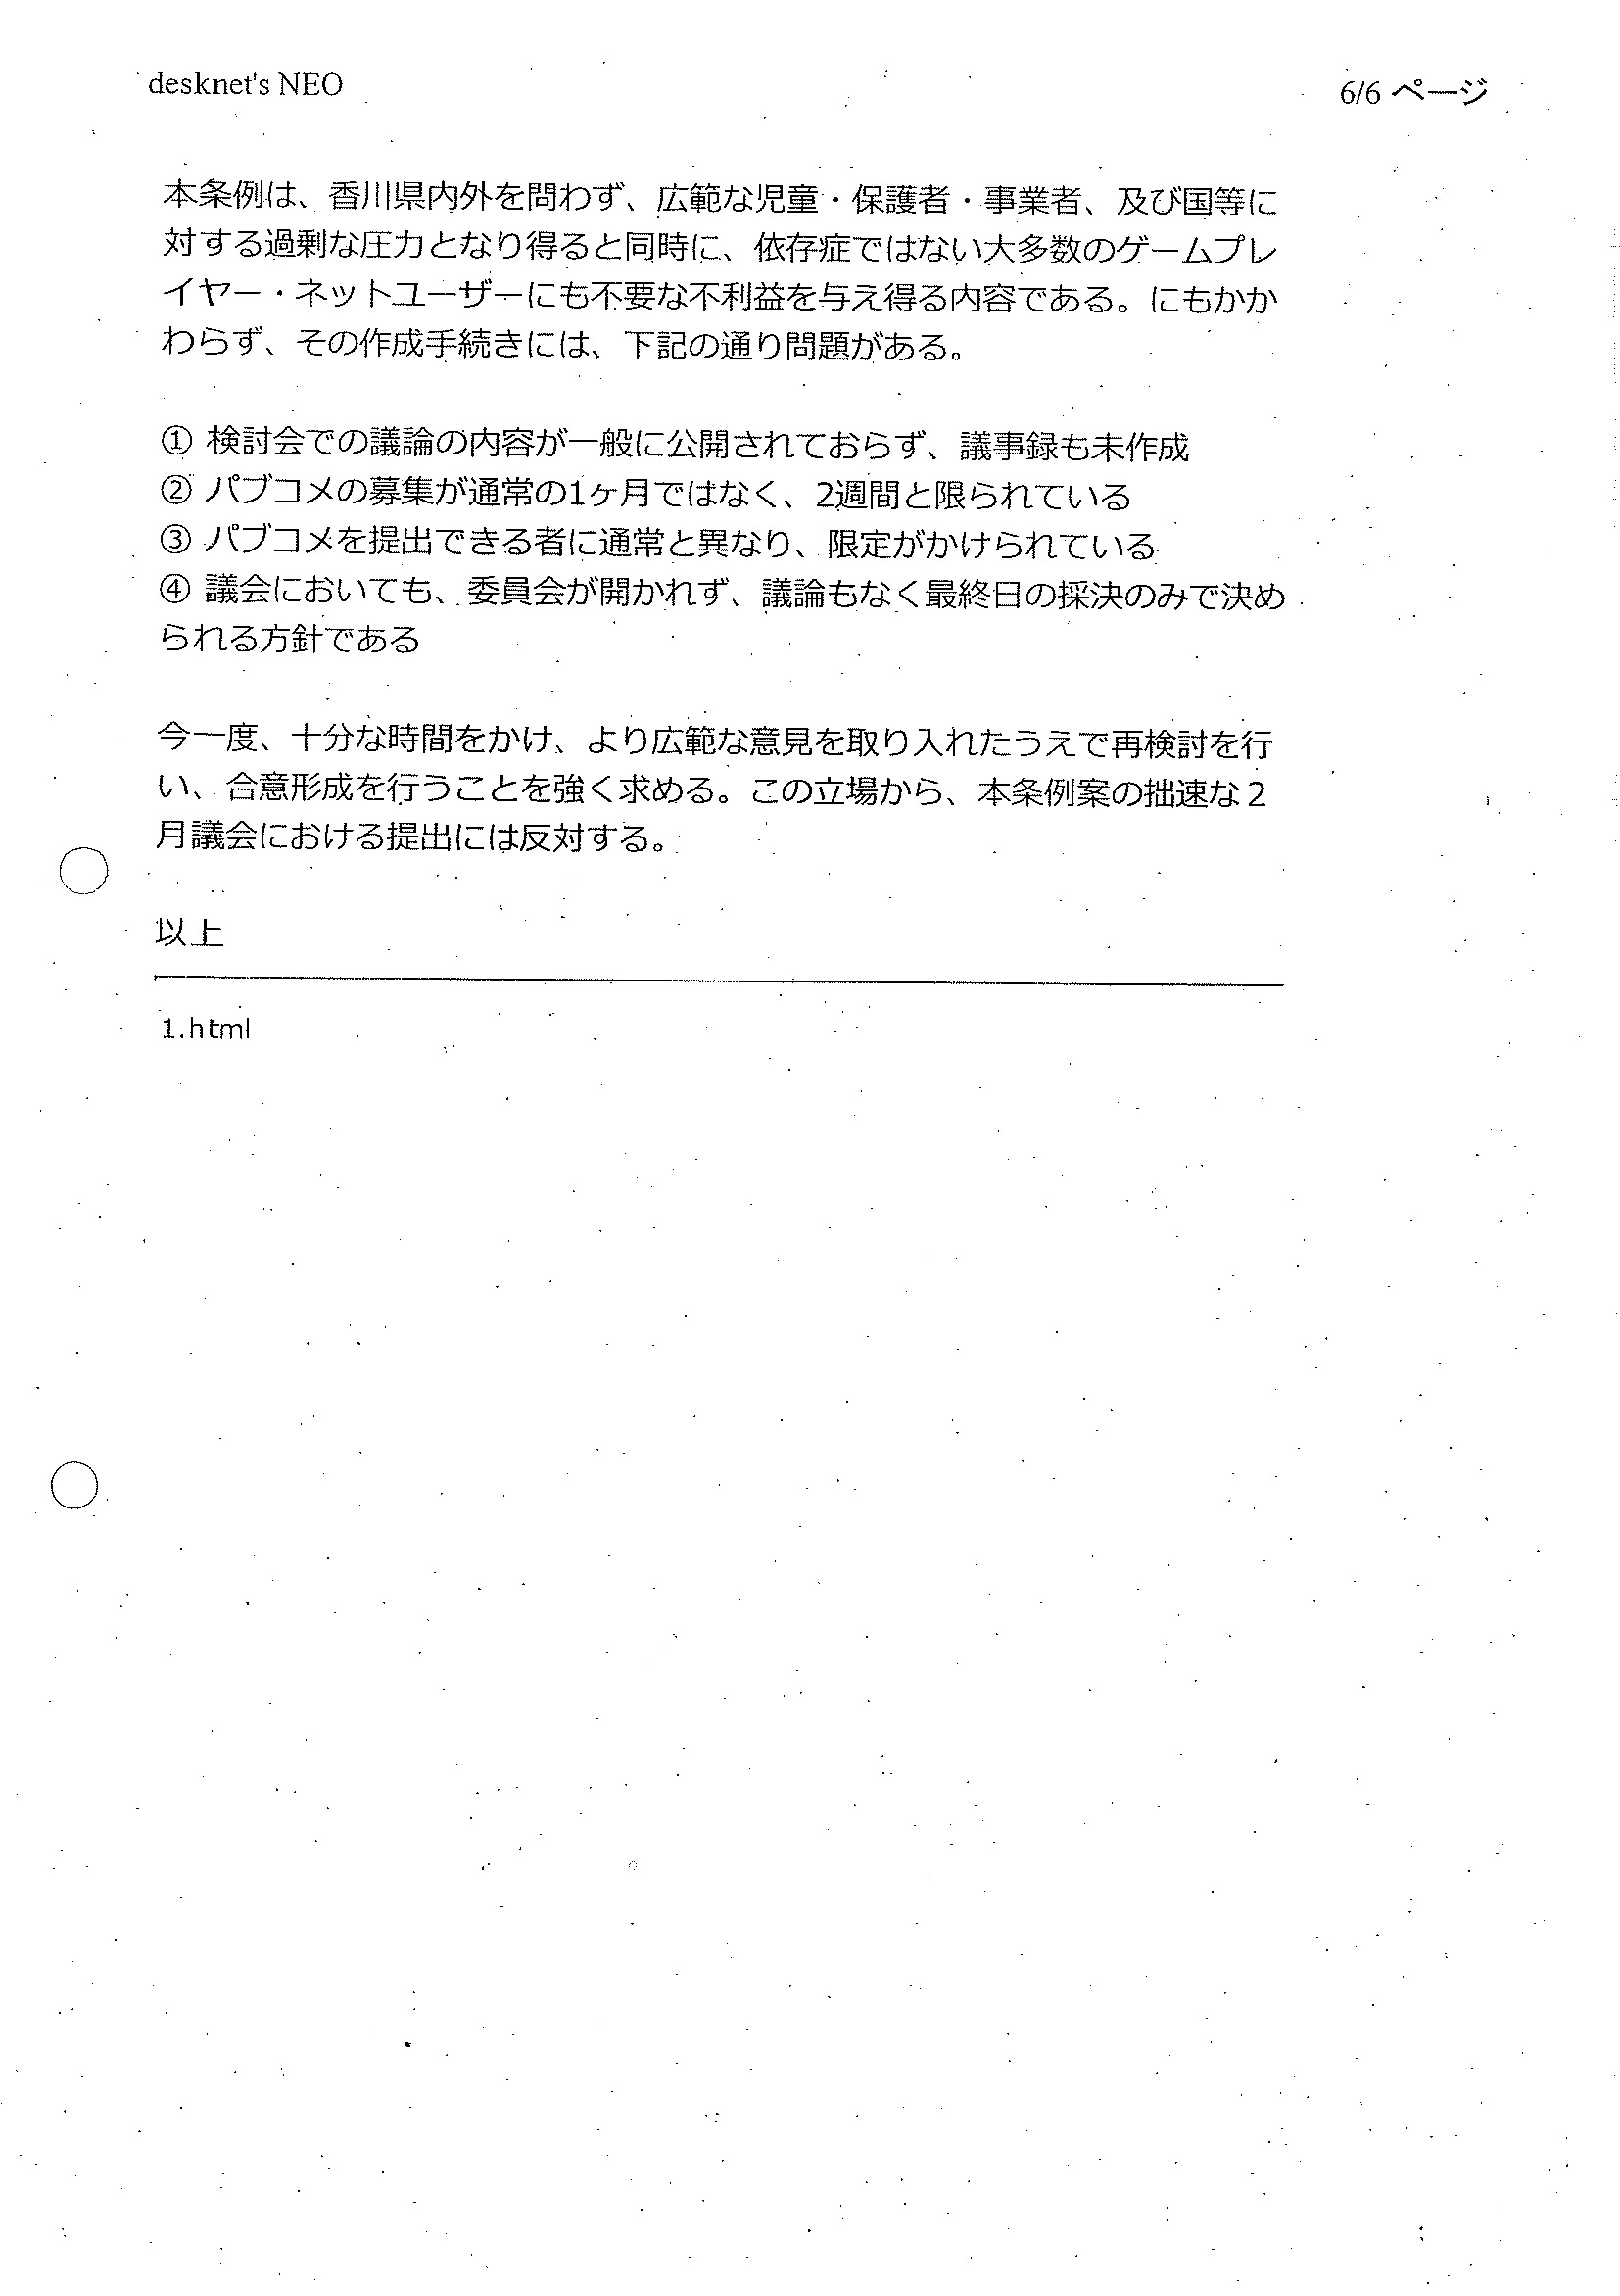 desknet's NEO
6/6 ページ
本条例は、香川県内外を問わず、広範な児童・保護者・事業者、及び国等に
対する過剰な圧力となり得ると同時に、依存症ではない大多数のゲームプレ
イヤー・ネットユーザーにも不要な不利益を与え得る内容である。にもかか
わらず、その作成手続きには、下記の通り問題がある。
① 検討会での議論の内容が一般に公開されておらず、議事録も未作成
② パブコメの募集が通常の1ヶ月ではなく、2週間と限られている
③ パブコメを提出できる者に通常と異なり、限定がかけられている
④ 議会においても、委員会が開かれず、議論もなく最終日の採決のみで決め
られる方針である
今一度、十分な時間をかけ、より広範な意見を取り入れたうえで再検討を行
い、合意形成を行うことを強く求める。この立場から、本条例案の拙速な２
月議会における提出には反対する。
以上
1.html